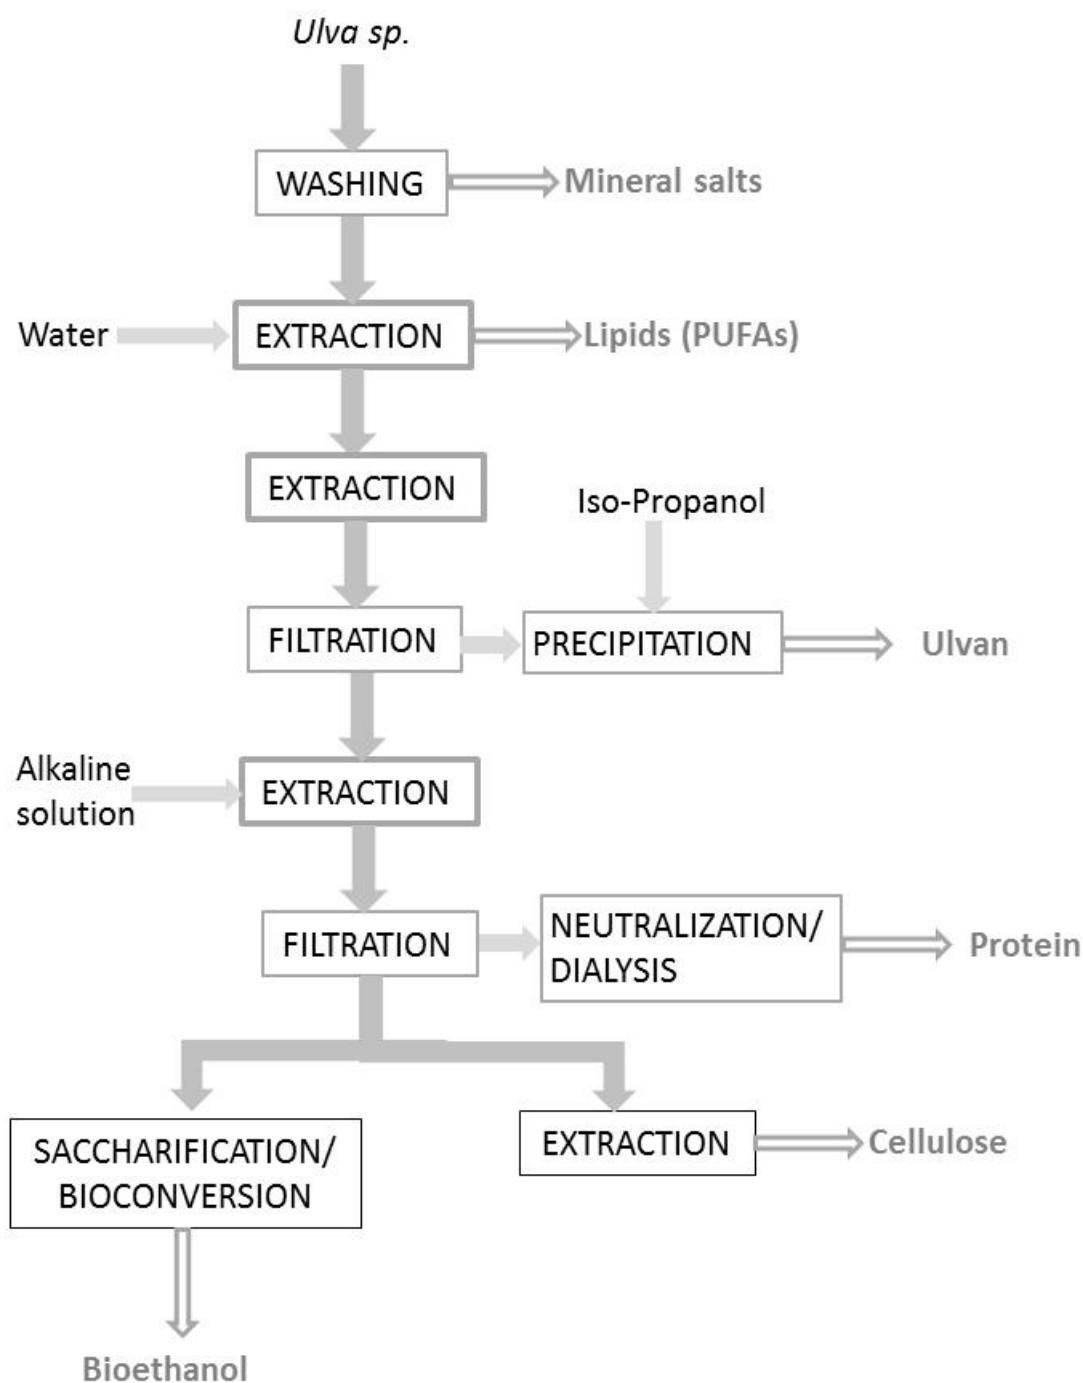 Ulva sp.
WASHING
Mineral salts
Water
EXTRACTION
Lipids (PUFAs)
EXTRACTION
Iso-Propanol
FILTRATION
PRECIPITATION
Ulvan
Alkaline
solution
EXTRACTION
FILTRATION
NEUTRALIZATION/
DIALYSIS
Protein
SACCHARIFICATION/
BIOCONVERSION
EXTRACTION
Cellulose
Bioethanol